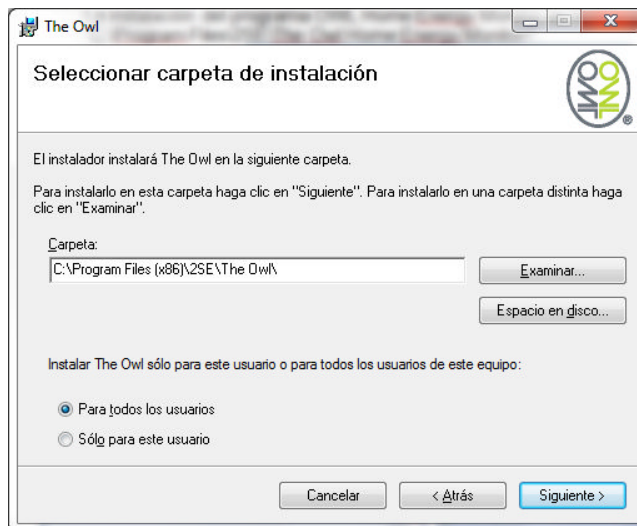 The Owl
Seleccionar carpeta de instalación
OWL
OWL
®
El instalador instalará The Owl en la siguiente carpeta.
Para instalarlo en esta carpeta haga clic en "Siguiente". Para instalarlo en una carpeta distinta haga
clic en "Examinar".
Carpeta:
C:\Program Files (x86)\2SE\The Owl\
Examinar...
Espacio en disco...
Instalar The Owl sólo para este usuario o para todos los usuarios de este equipo:
Para todos los usuarios
Sólo para este usuario
Cancelar
< Atrás
Siguiente >